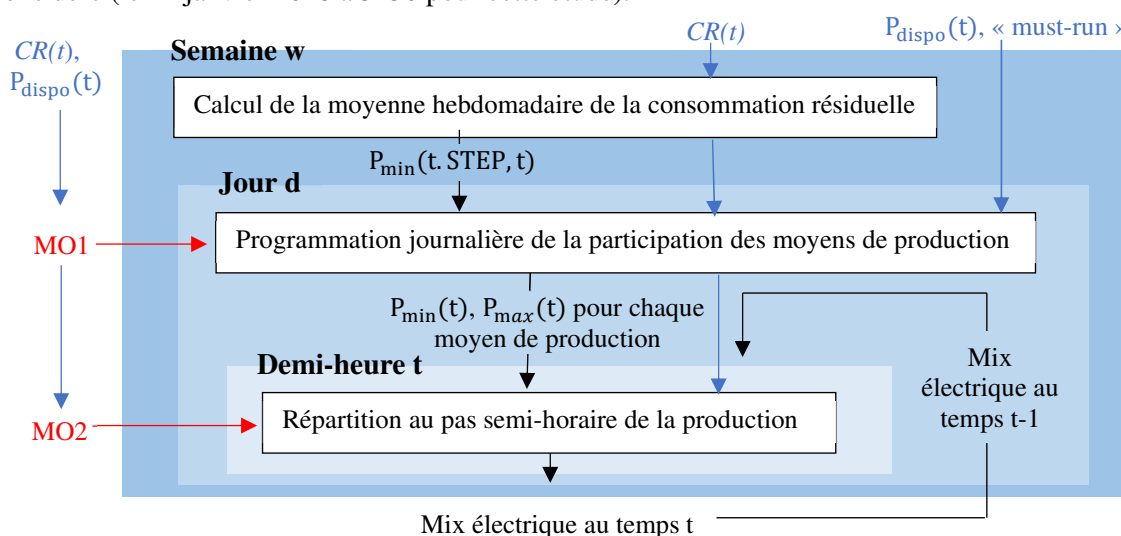 CR(t),
P_dispo(t)
Semaine w
CR(t)
P_dispo(t), « must-run »
Calcul de la moyenne hebdomadaire de la consommation résiduelle
P_min(t. STEP, t)
Jour d
MO1
Programmation journalière de la participation des moyens de production
P_min(t), P_max(t) pour chaque
moyen de production
Mix
électrique au
temps t-1
Demi-heure t
MO2
Répartition au pas semi-horaire de la production
Mix électrique au temps t